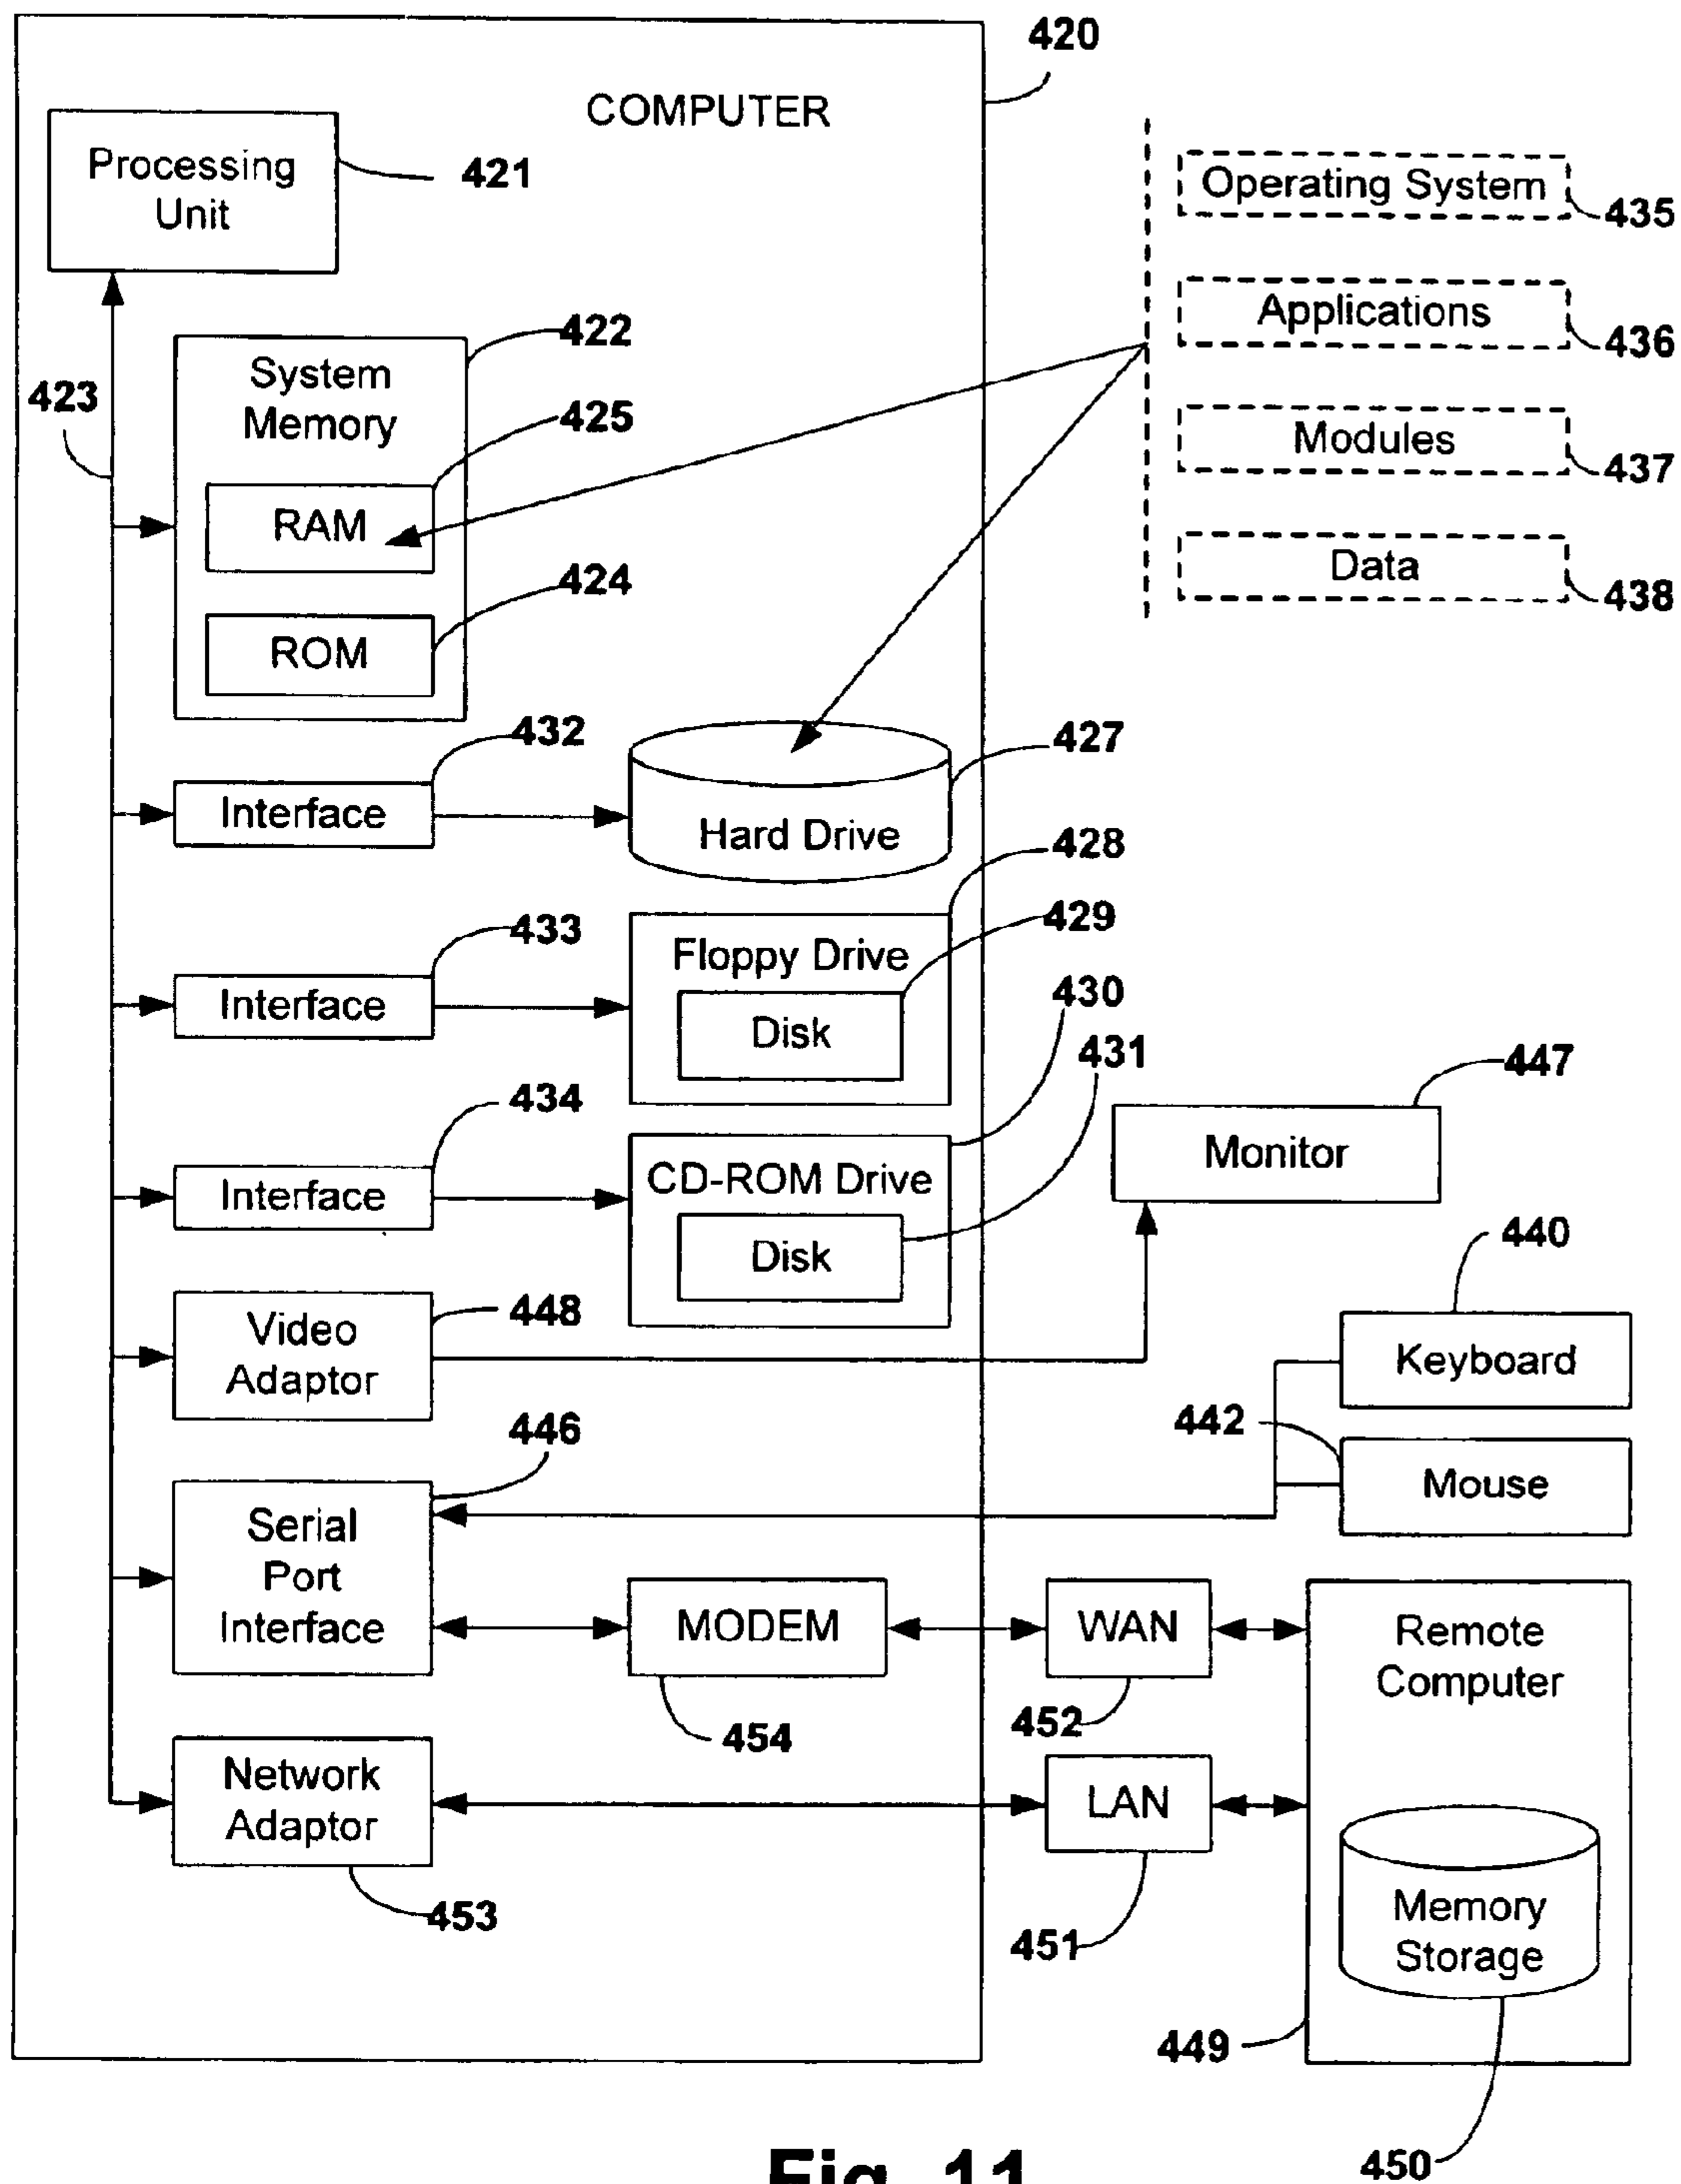 420
COMPUTER
Processing
Unit
421
Operating System
435
Applications
436
Modules
437
Data
438
422
System
Memory
423
425
RAM
424
ROM
432
Interface
427
Hard Drive
428
433
Interface
Floppy Drive
429
Disk
430
434
Interface
CD-ROM Drive
431
Disk
447
Monitor
448
Video
Adaptor
440
Keyboard
442
Mouse
446
Serial
Port
Interface
MODEM
454
WAN
452
Remote
Computer
Network
Adaptor
453
LAN
451
Memory
Storage
449
450
Fig. 11